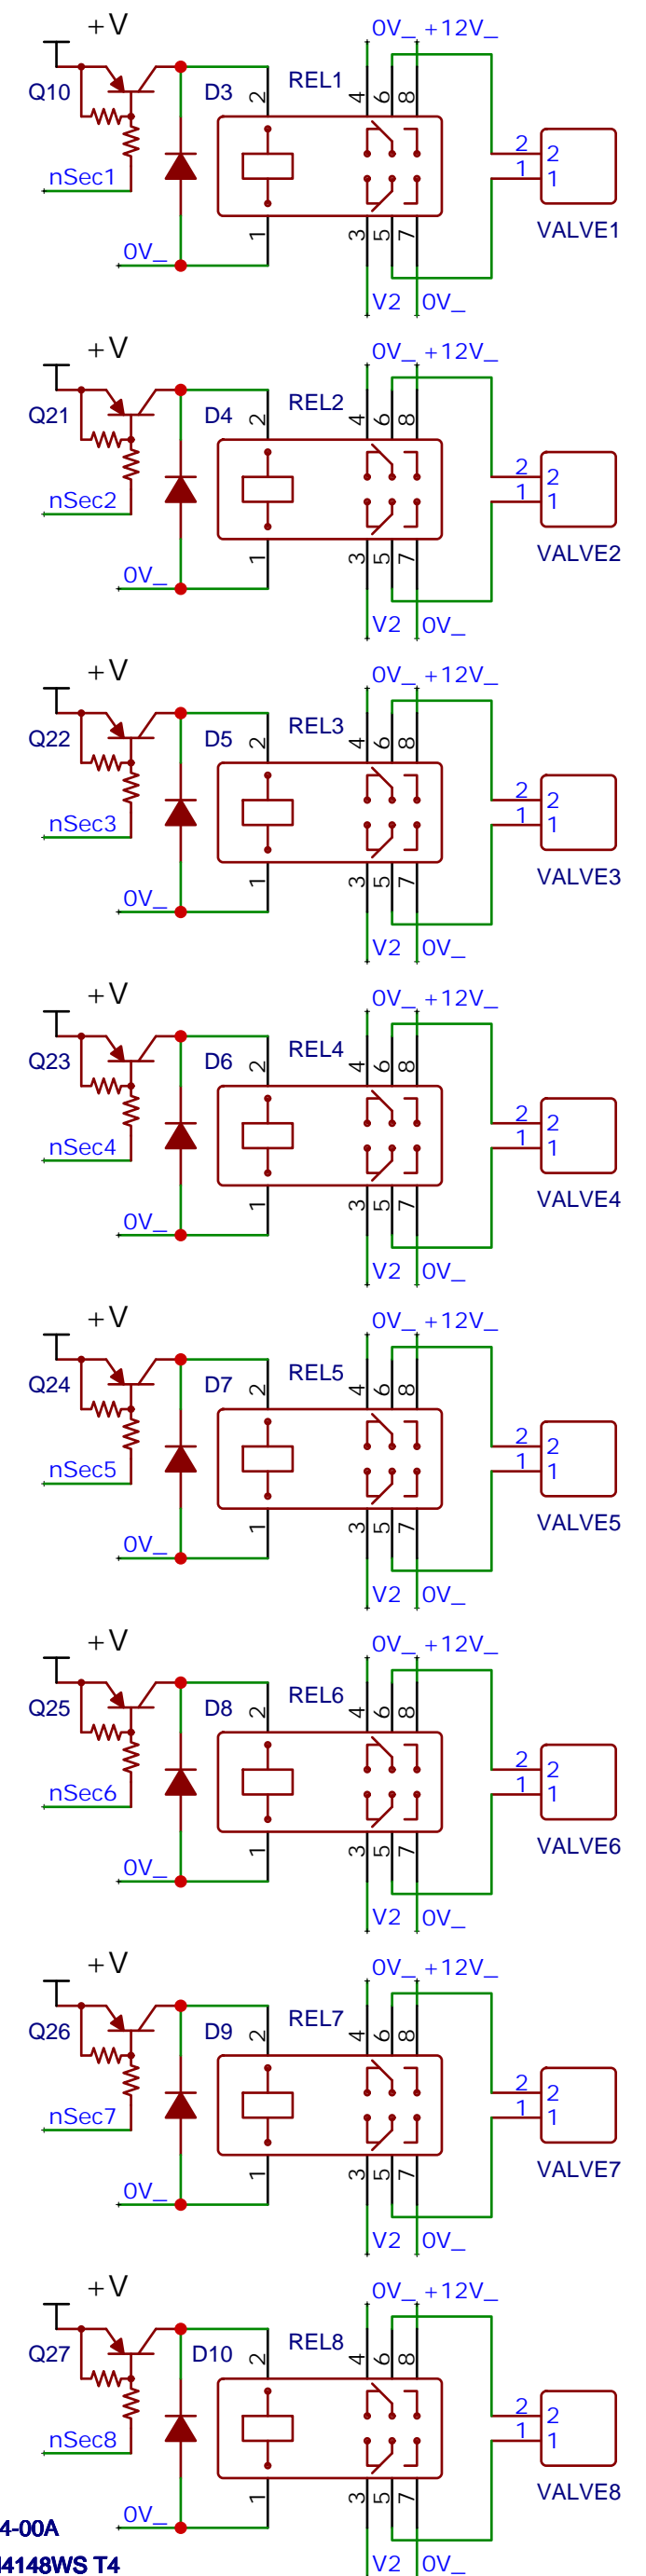 +V
0V_ +12V_
Q10
D3
REL1
2
4
6
8
nSec1
2 2
1 1
VALVE1
0V_
1
3
5
7
V2 0V_
+V
0V_ +12V_
Q21
D4
REL2
2
4
6
8
nSec2
2 2
1 1
VALVE2
0V_
1
3
5
7
V2 0V_
+V
0V_ +12V_
Q22
D5
REL3
2
4
6
8
nSec3
2 2
1 1
VALVE3
0V_
1
3
5
7
V2 0V_
+V
0V_ +12V_
Q23
D6
REL4
2
4
6
8
nSec4
2 2
1 1
VALVE4
0V_
1
3
5
7
V2 0V_
+V
0V_ +12V_
Q24
D7
REL5
2
4
6
8
nSec5
2 2
1 1
VALVE5
0V_
1
3
5
7
V2 0V_
+V
0V_ +12V_
Q25
D8
REL6
2
4
6
8
nSec6
2 2
1 1
VALVE6
0V_
1
3
5
7
V2 0V_
+V
0V_ +12V_
Q26
D9
REL7
2
4
6
8
nSec7
2 2
1 1
VALVE7
0V_
1
3
5
7
V2 0V_
+V
0V_ +12V_
Q27
D10
REL8
2
4
6
8
nSec8
2 2
1 1
VALVE8
0V_
1
3
5
7
4-00A
4148WS T4
V2 0V_